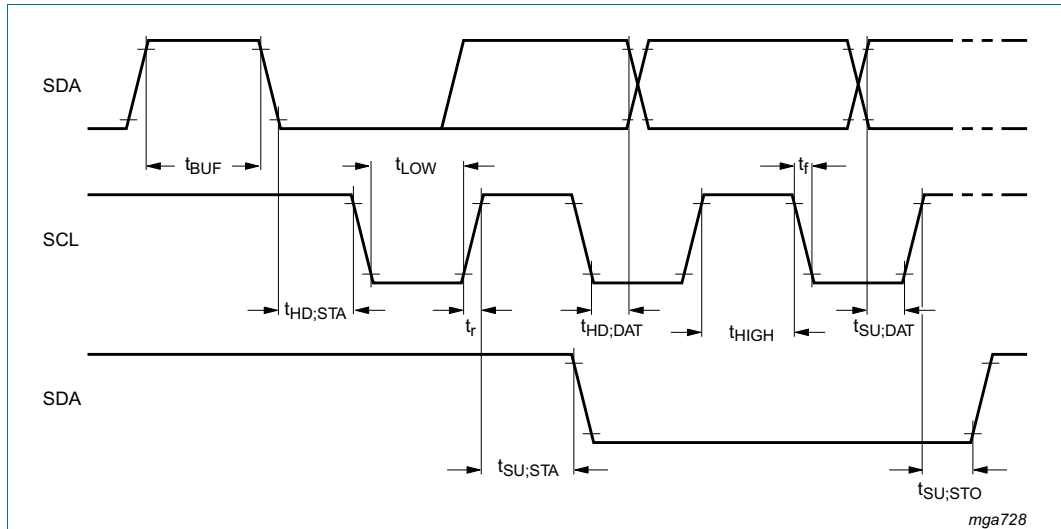 SDA
tBUF
tLOW
tf
SCL
tHD;STA
tr
tHD;DAT
tHIGH
tSU;DAT
SDA
tSU;STA
tSU;STO
mga728